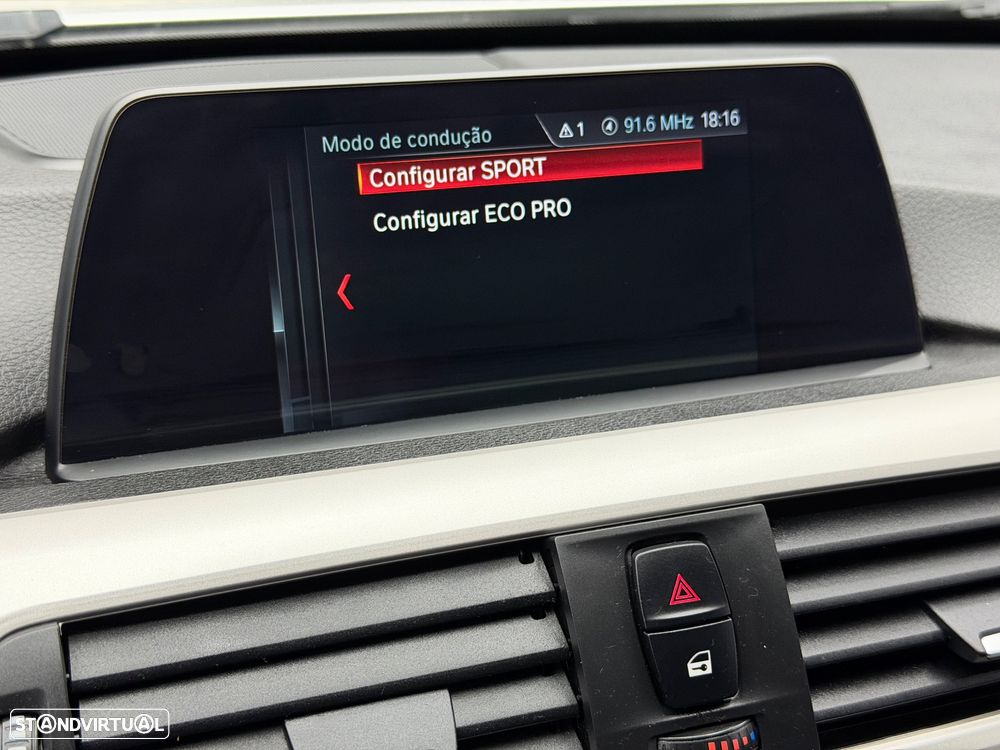 Modo de condução
1 91.6 MHz 18:16
Configurar SPORT
Configurar ECO PRO
STANDVIRTUAL